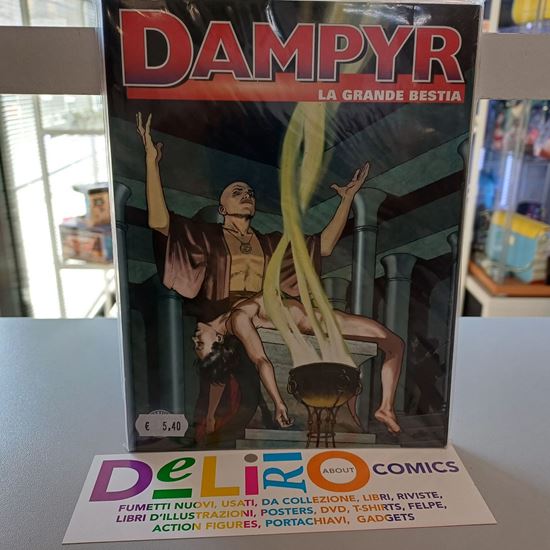 DAMPYR
LA GRANDE BESTIA
€ 5,40
DeLiRiO ABOUT COMICS
FUMETTI NUOVI, USATI, DA COLLEZIONE, LIBRI, RIVISTE,
LIBRI D'ILLUSTRAZIONI, POSTERS, DVD, T-SHIRTS, FELPE,
ACTION FIGURES, PORTACHIAVI, GADGETS